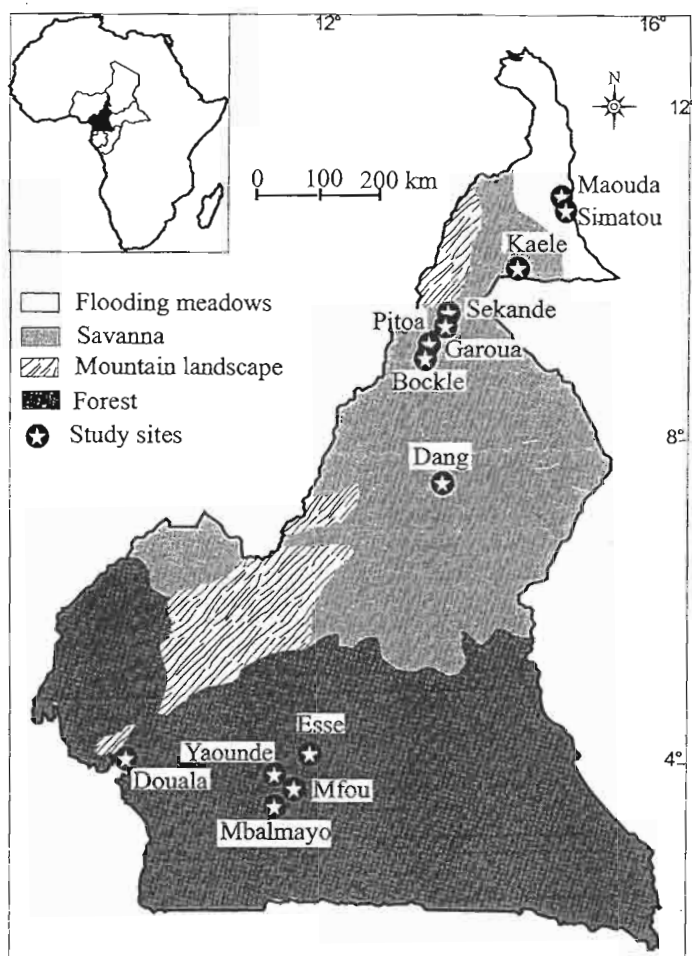 12°
16°
N
12°
0 100 200 km
Maouda
Simatou
Kaele
Flooding meadows
Savanna
Mountain landscape
Forest
Study sites
Sekande
Pitoa
Garoua
Bockle
8°
Dang
Esse
Yaounde
4°
Douala
Mfou
Mbalmayo